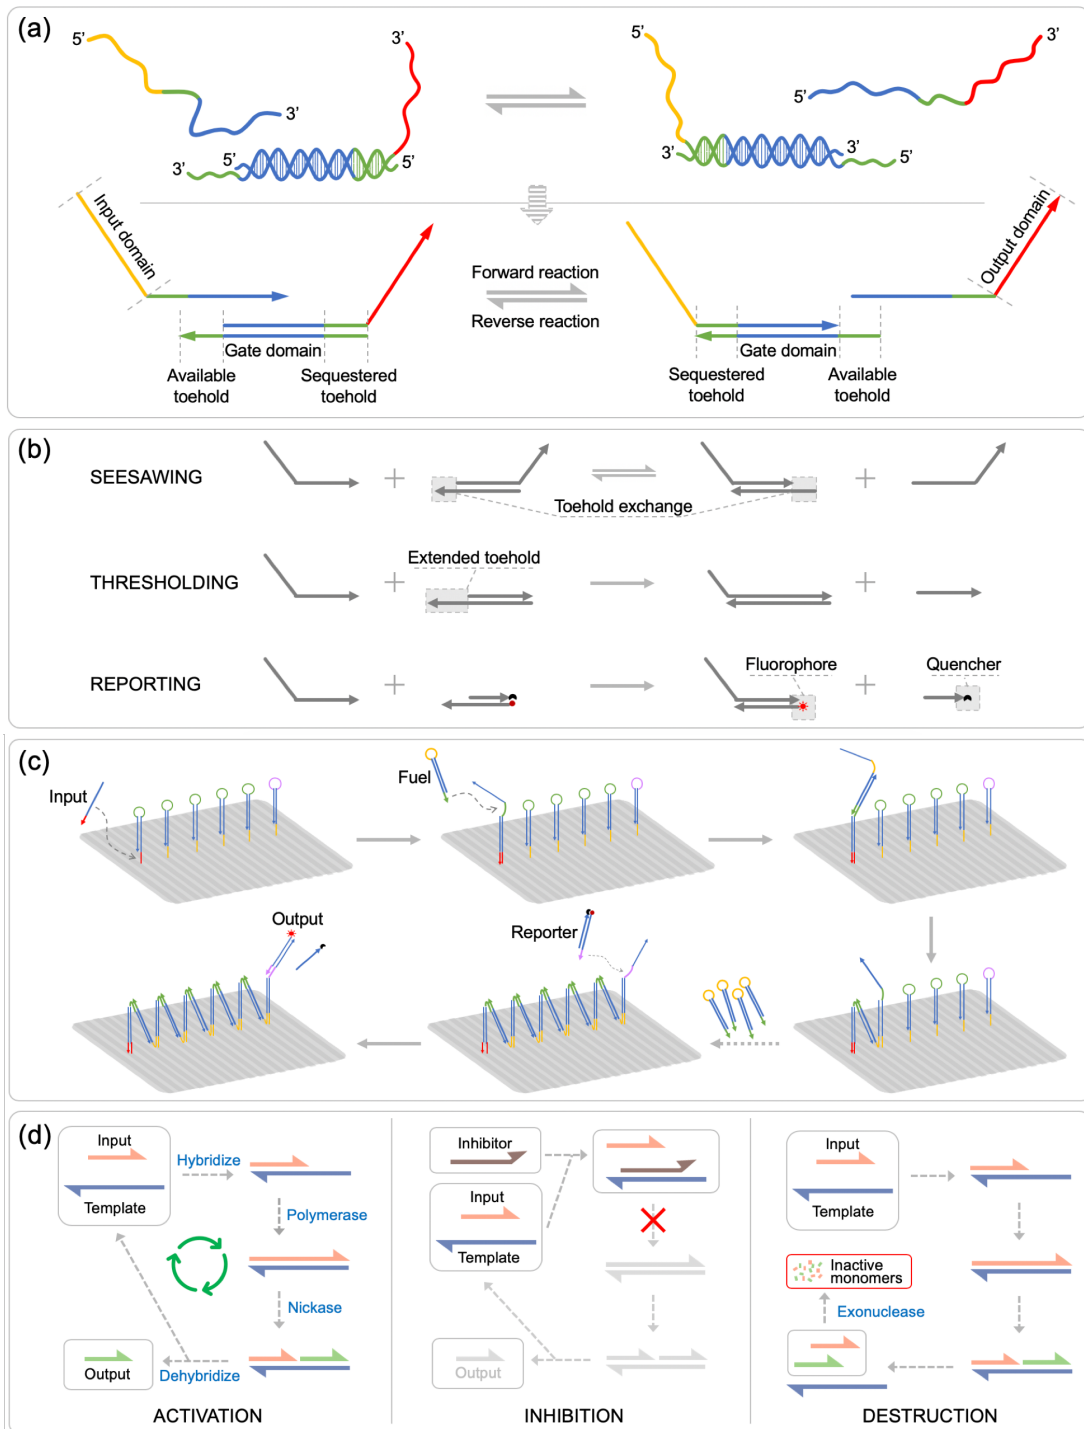 (a)
5’
3’
3’
3’
5’
5’
5’
3’
5’
3’
3’
5’
Input domain
Gate domain
Available
toehold
Sequestered
toehold
Forward reaction
Reverse reaction
Gate domain
Sequestered
toehold
Available
toehold
Output domain
(b)
SEESAWING
+
+
Toehold exchange
THRESHOLDING
+
Extended toehold
+
REPORTING
+
Fluorophore
+
Quencher
(c)
Input
Fuel
Output
Reporter
(d)
Input
Template
Hybridize
Polymerase
Nickase
Dehybridize
Output
ACTIVATION
Inhibitor
Input
Template
Output
INHIBITION
Input
Template
Inactive
monomers
Exonuclease
DESTRUCTION